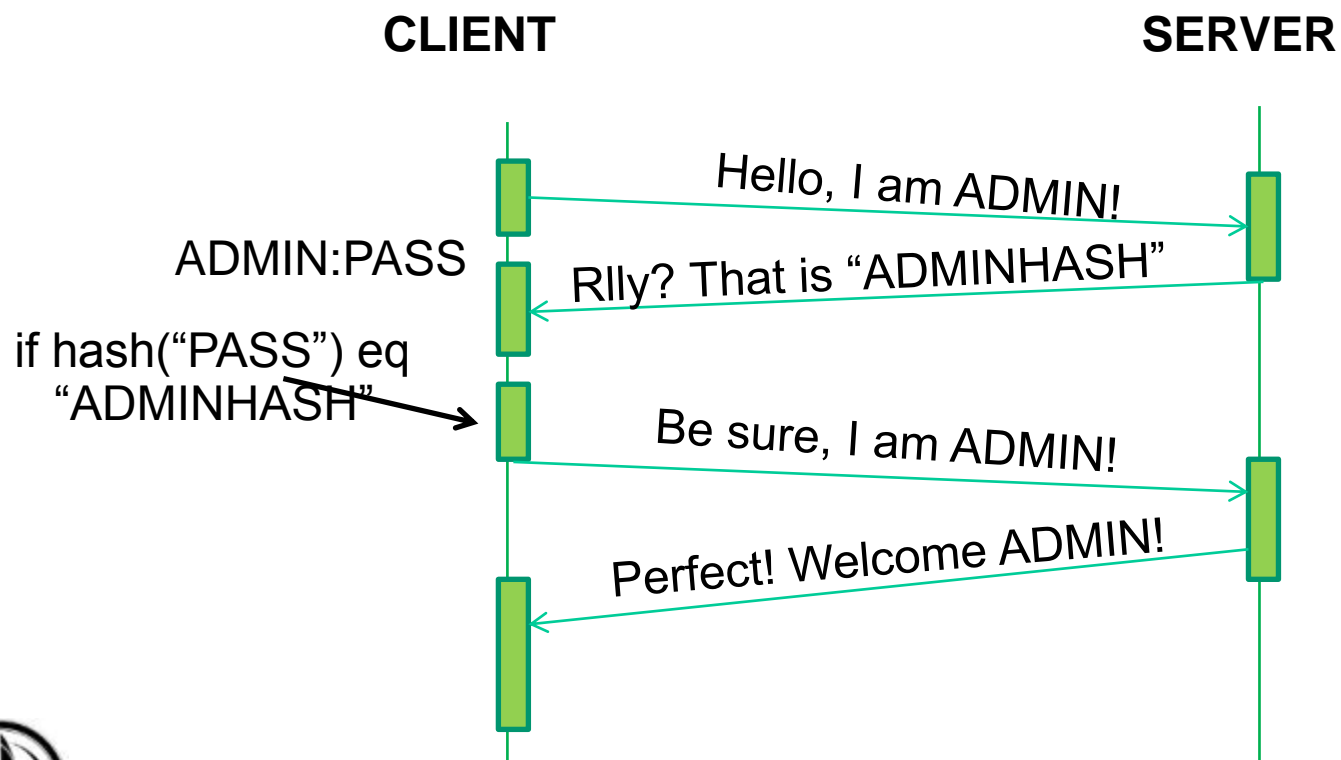 CLIENT
SERVER
Hello, I am ADMIN!
ADMIN:PASS
Rlly? That is “ADMINHASH”
if hash(“PASS”) eq
“ADMINHASH”
Be sure, I am ADMIN!
Perfect! Welcome ADMIN!